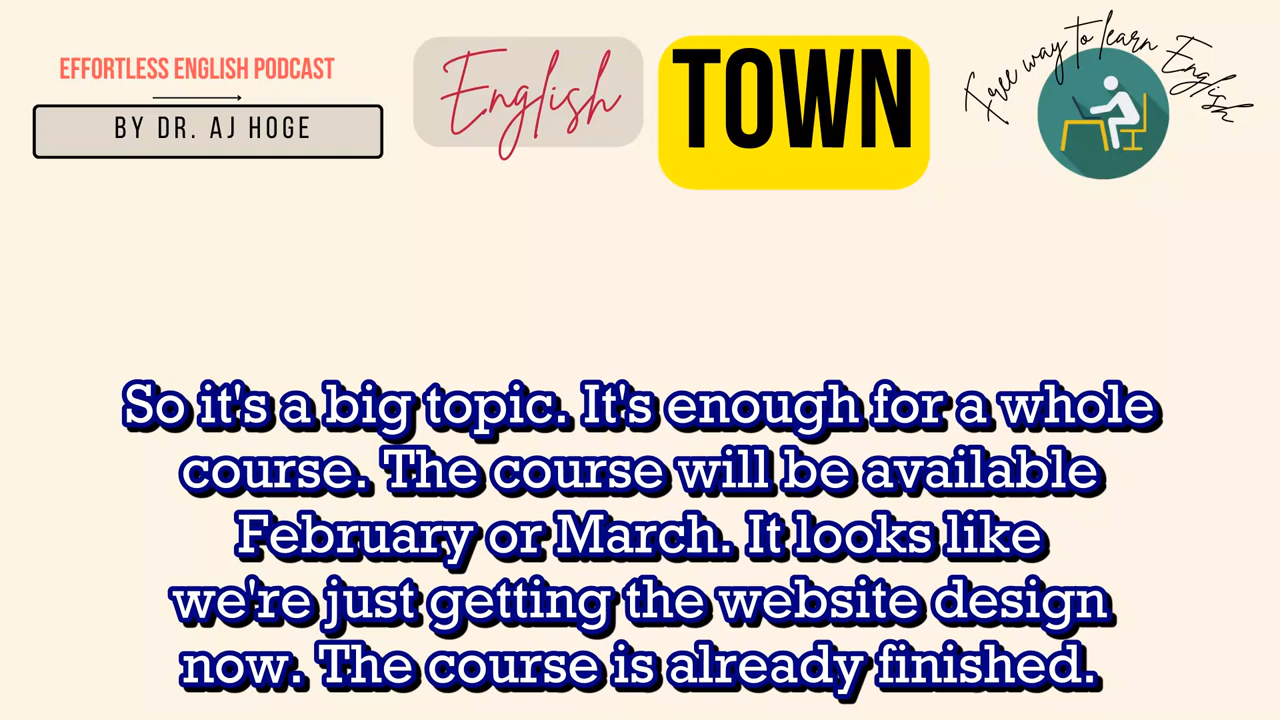 EFFORTLESS ENGLISH PODCAST
BY DR. AJ HOGE
English
TOWN
Free way to learn English
So it's a big topic. It's enough for a whole
course. The course will be available
February or March. It looks like
we're just getting the website design
now. The course is already finished.